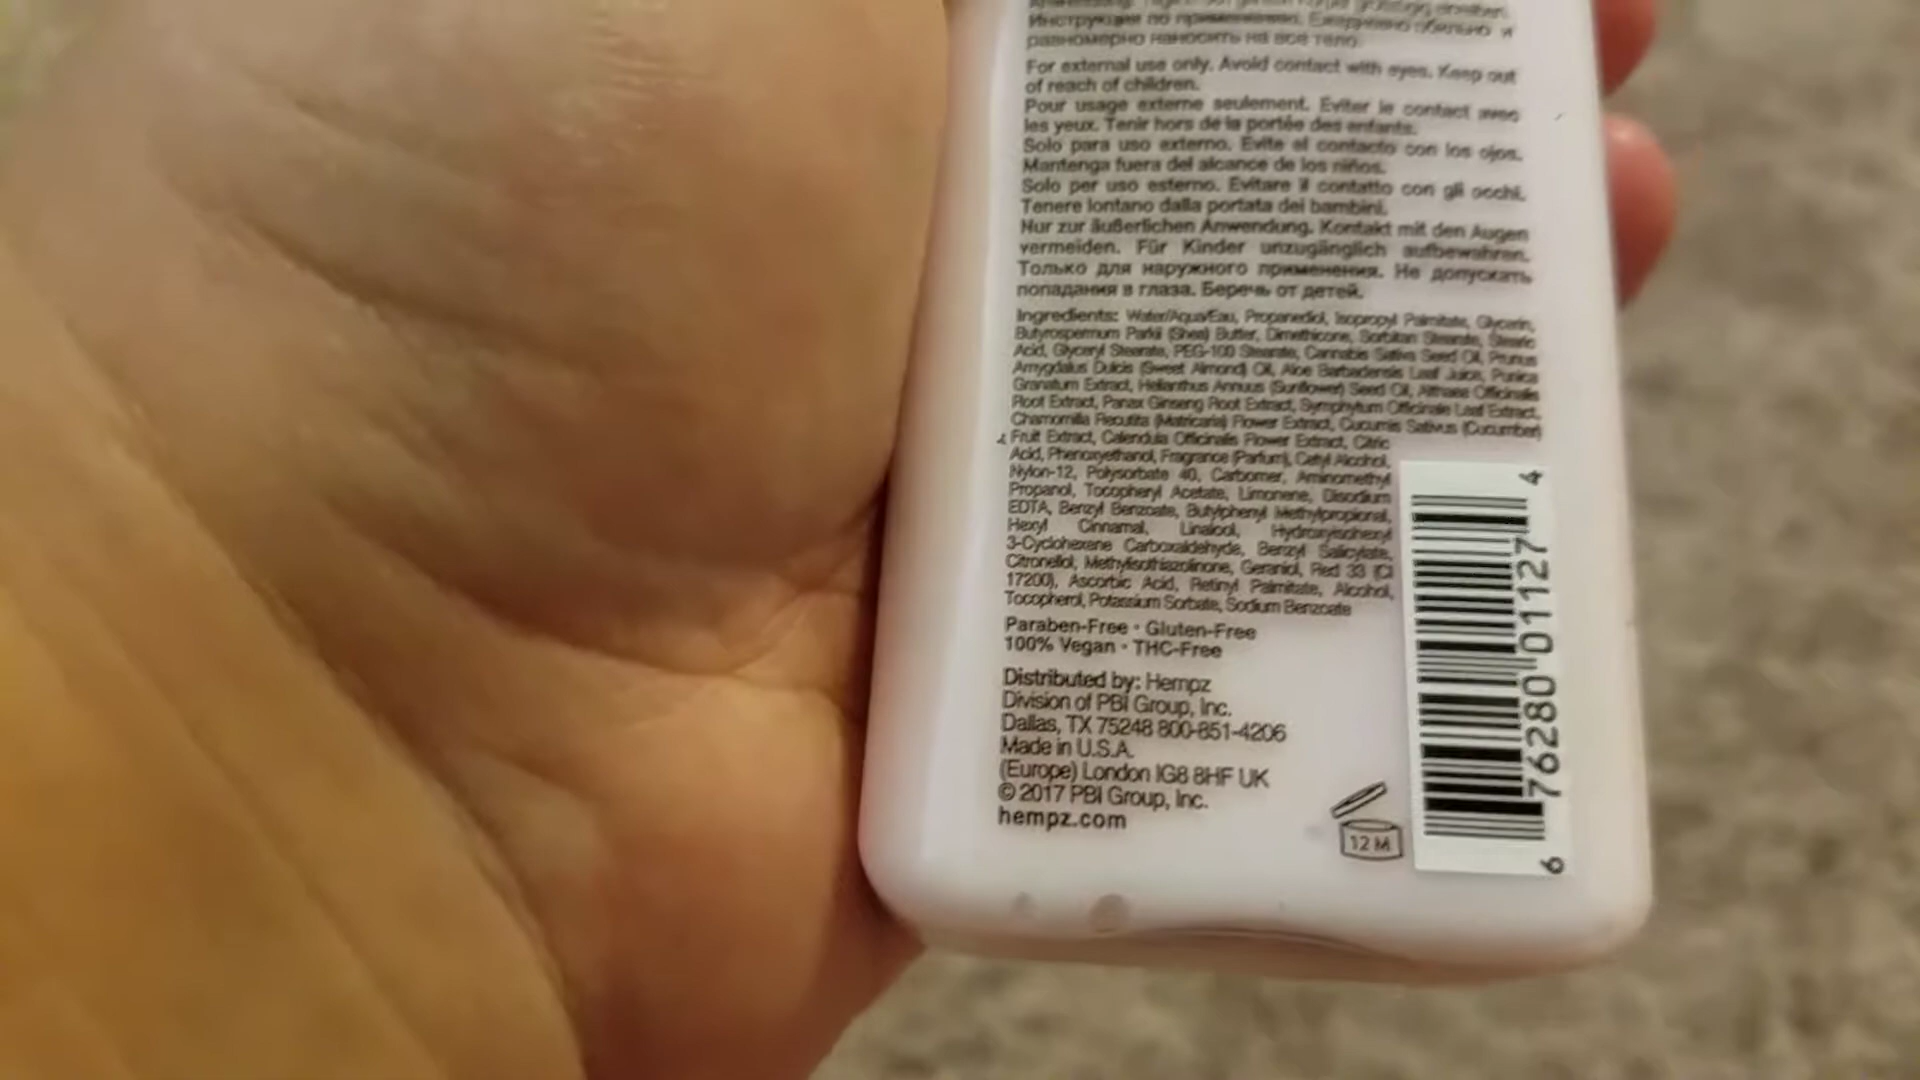 Инструкция по применению. Ежедневно обильно и
равномерно наносить на все тело.
For external use only. Avoid contact with eyes. Keep out
of reach of children.
Pour usage externe seulement. Eviter le contact avec
les yeux. Tenir hors de la portée des enfants.
Solo para uso externo. Evite el contacto con los ojos.
Mantenga fuera del alcance de los niños.
Solo per uso esterno. Evitare il contatto con gli occhi.
Tenere lontano dalla portata dei bambini.
Nur zur äußerlichen Anwendung. Kontakt mit den Augen
vermeiden. Für Kinder unzugänglich aufbewahren.
Только для наружного применения. Не допускать
попадания в глаза. Беречь от детей.
Ingredients: Water/Aqua/Eau, Propanediol, Isopropyl Palmitate, Glycerin,
Butyrospermum Parkii (Shea) Butter, Dimethicone, Sorbitan Stearate, Stearic
Acid, Glyceryl Stearate, PEG-100 Stearate, Cannabis Sativa Seed Oil, Prunus
Amygdalus Dulcis (Sweet Almond) Oil, Aloe Barbadensis Leaf Juice, Punica
Granatum Extract, Helianthus Annuus (Sunflower) Seed Oil, Althaea Officinalis
Root Extract, Panax Ginseng Root Extract, Symphytum Officinale Leaf Extract,
Chamomilla Recutita (Matricaria) Flower Extract, Cucumis Sativus (Cucumber)
Fruit Extract, Calendula Officinalis Flower Extract, Citric
Acid, Phenoxyethanol, Fragrance (Parfum), Cetyl Alcohol,
Nylon-12, Polysorbate 40, Carbomer, Aminomethyl
Propanol, Tocopheryl Acetate, Limonene, Disodium
EDTA, Benzyl Benzoate, Butylphenyl Methylpropional,
Hexyl Cinnamal, Linalool, Hydroxyisohexyl
3-Cyclohexene Carboxaldehyde, Benzyl Salicylate,
Citronellol, Methylisothiazolinone, Geraniol, Red 33 (CI
17200), Ascorbic Acid, Retinyl Palmitate, Alcohol,
Tocopherol, Potassium Sorbate, Sodium Benzoate
Paraben-Free • Gluten-Free
100% Vegan • THC-Free
Distributed by: Hempz
Division of PBI Group, Inc.
Dallas, TX 75248 800-851-4206
Made in U.S.A.
(Europe) London IG8 8HF UK
© 2017 PBI Group, Inc.
hempz.com
12 M
6 76280 01127 4